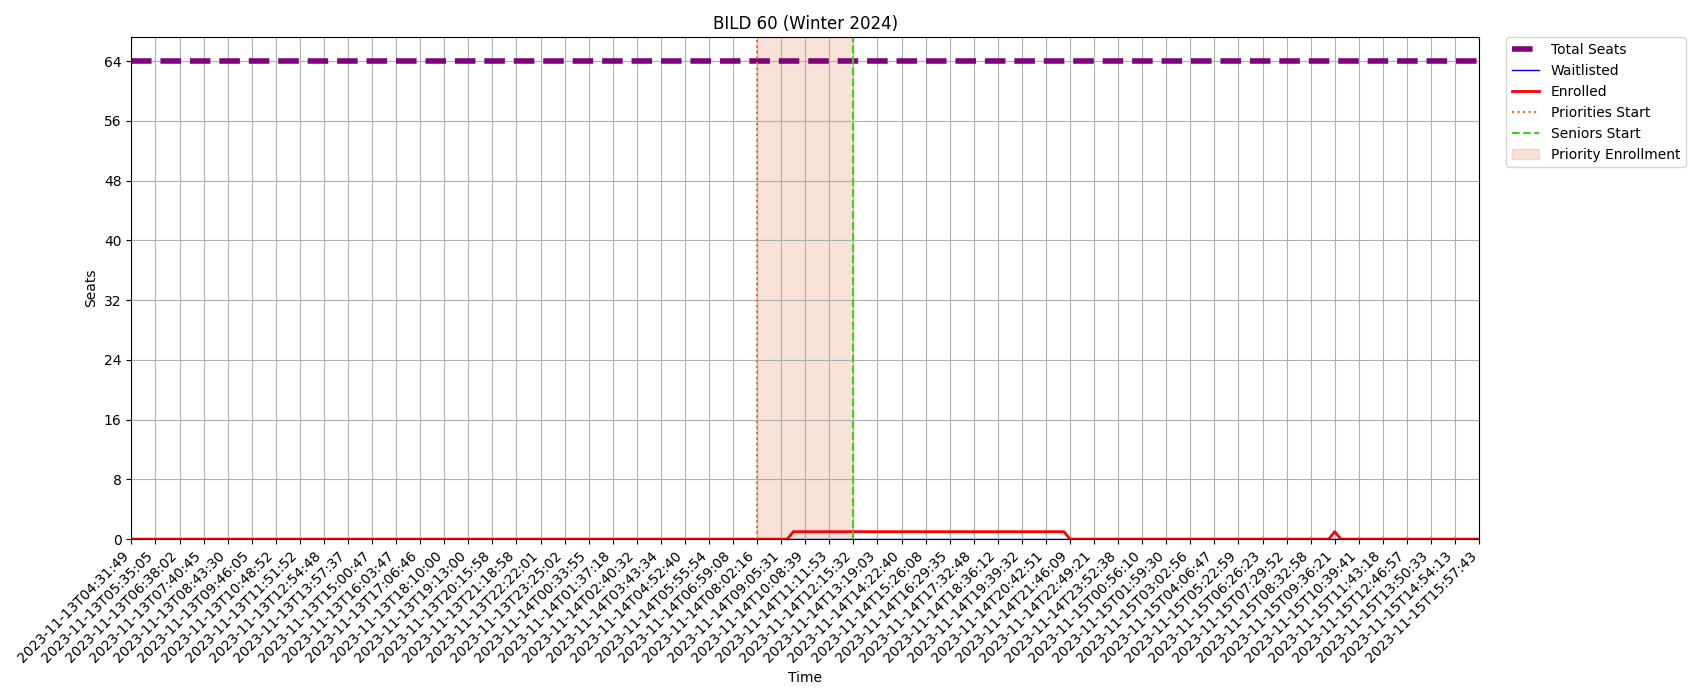 BILD 60 (Winter 2024)
Total Seats
Waitlisted
Enrolled
Priorities Start
Seniors Start
Priority Enrollment
64
56
48
40
32
24
16
8
0
Seats
2023-11-13T04:31:49
2023-11-13T05:35:05
2023-11-13T06:38:02
2023-11-13T07:40:45
2023-11-13T08:43:30
2023-11-13T09:46:05
2023-11-13T10:48:52
2023-11-13T11:51:52
2023-11-13T12:54:48
2023-11-13T13:57:37
2023-11-13T15:00:47
2023-11-13T16:03:47
2023-11-13T17:06:46
2023-11-13T18:10:00
2023-11-13T19:13:00
2023-11-13T20:15:58
2023-11-13T21:18:58
2023-11-13T22:22:01
2023-11-13T23:25:02
2023-11-14T00:33:55
2023-11-14T01:37:18
2023-11-14T02:40:32
2023-11-14T03:43:34
2023-11-14T04:52:40
2023-11-14T05:55:54
2023-11-14T06:59:08
2023-11-14T08:02:16
2023-11-14T09:05:31
2023-11-14T10:08:39
2023-11-14T11:11:53
2023-11-14T12:15:32
2023-11-14T13:19:03
2023-11-14T14:22:40
2023-11-14T15:26:08
2023-11-14T16:29:35
2023-11-14T17:32:48
2023-11-14T18:36:12
2023-11-14T19:39:32
2023-11-14T20:42:51
2023-11-14T21:46:09
2023-11-14T22:49:21
2023-11-14T23:52:38
2023-11-15T00:56:10
2023-11-15T01:59:30
2023-11-15T03:02:56
2023-11-15T04:06:47
2023-11-15T05:22:59
2023-11-15T06:26:23
2023-11-15T07:29:52
2023-11-15T08:32:58
2023-11-15T09:36:21
2023-11-15T10:39:41
2023-11-15T11:43:18
2023-11-15T12:46:57
2023-11-15T13:50:33
2023-11-15T14:54:13
2023-11-15T15:57:43
Time